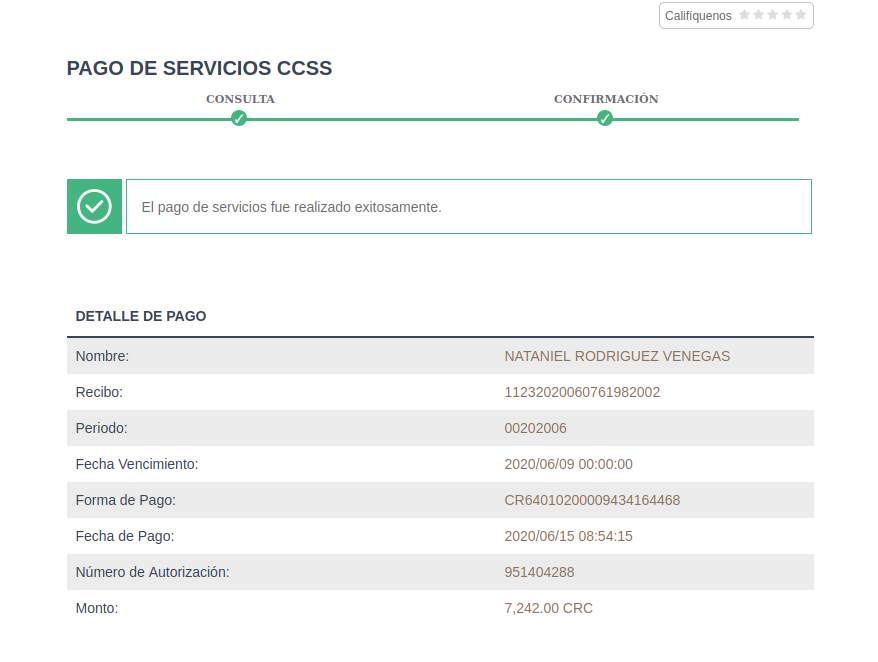 Califíquenos
PAGO DE SERVICIOS CCSS
CONSULTA CONFIRMACIÓN
El pago de servicios fue realizado exitosamente.
DETALLE DE PAGO
Nombre: NATANIEL RODRIGUEZ VENEGAS
Recibo: 11232020060761982002
Periodo: 00202006
Fecha Vencimiento: 2020/06/09 00:00:00
Forma de Pago: CR64010200009434164468
Fecha de Pago: 2020/06/15 08:54:15
Número de Autorización: 951404288
Monto: 7,242.00 CRC